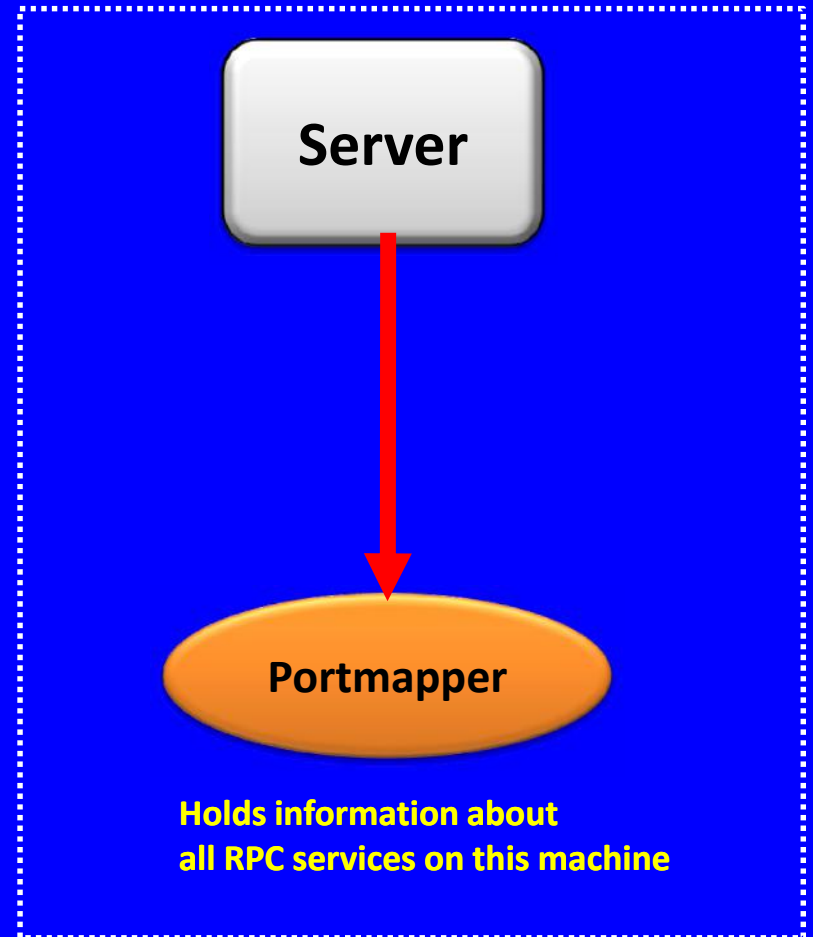 Server
Portmapper
Holds information about
all RPC services on this machine